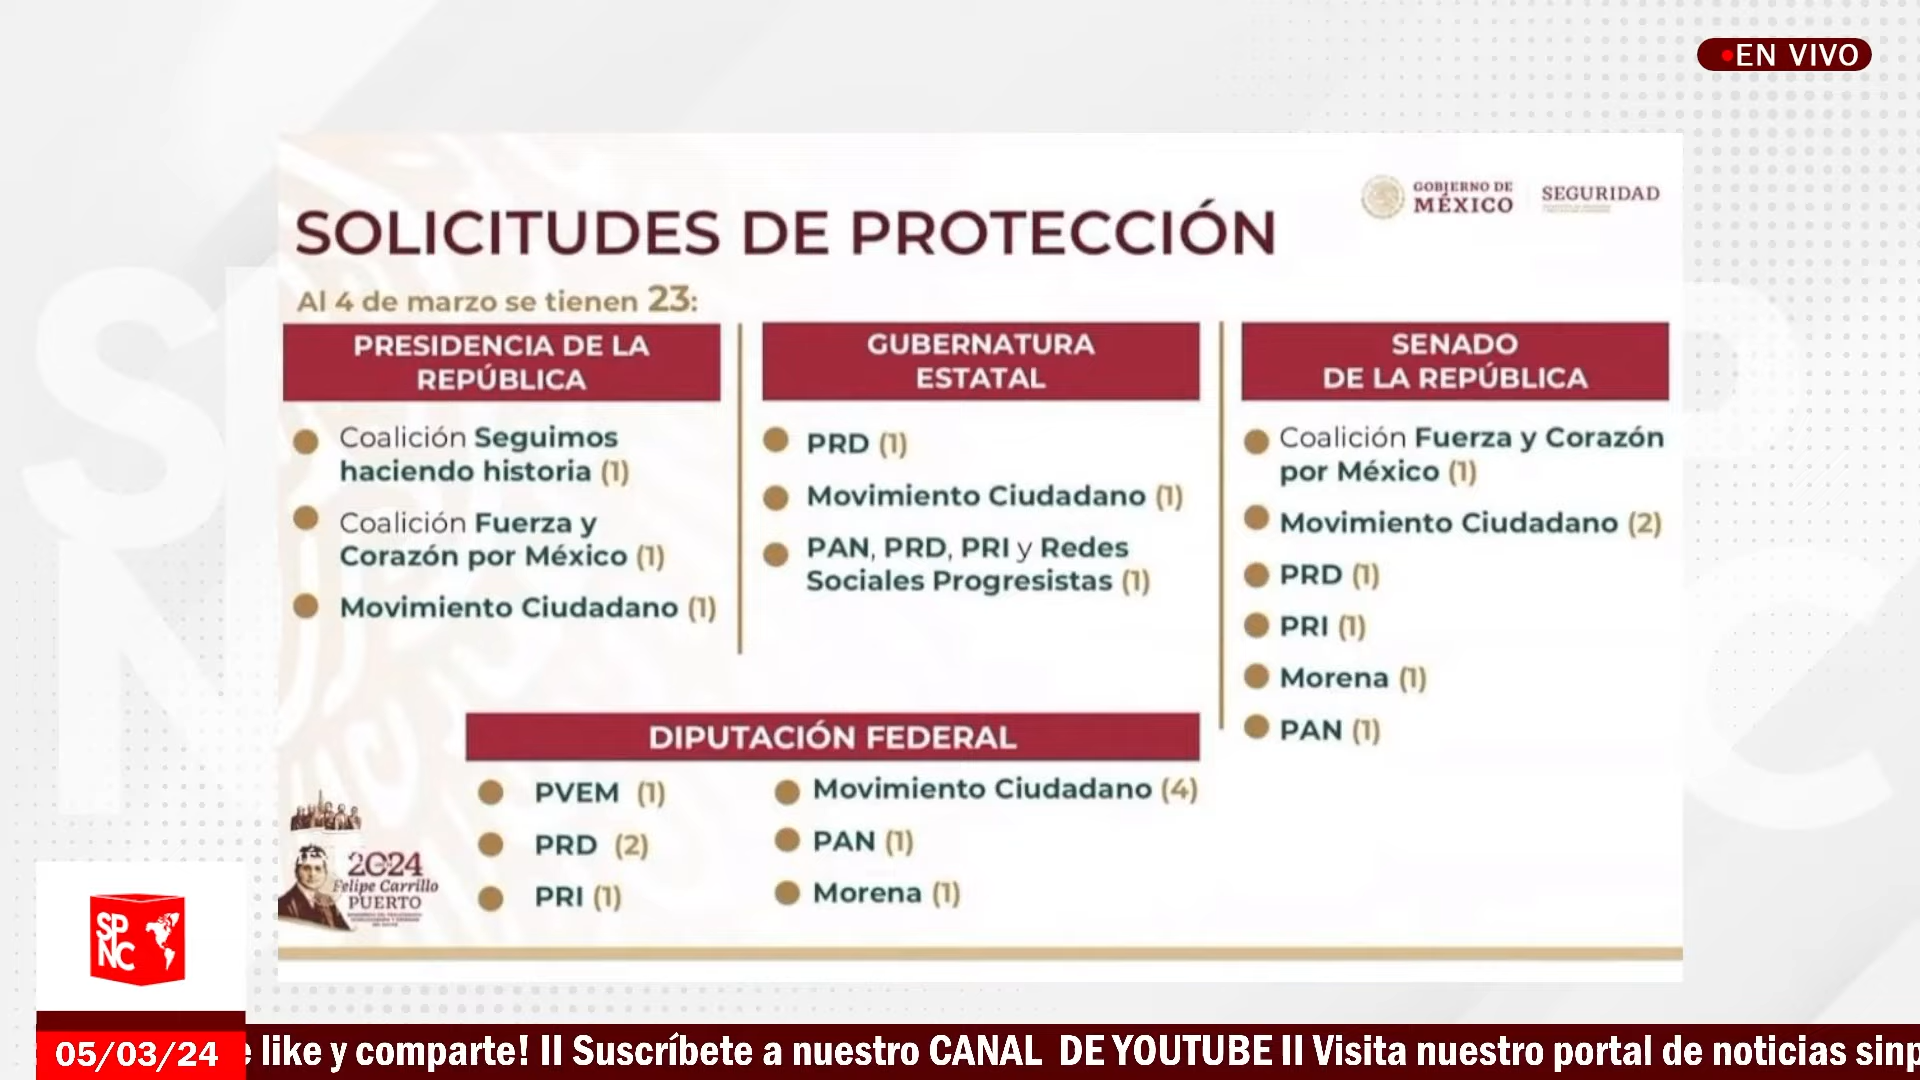 EN VIVO
GOBIERNO DE
MÉXICO
SEGURIDAD
SOLICITUDES DE PROTECCIÓN
Al 4 de marzo se tienen 23:
PRESIDENCIA DE LA
REPÚBLICA
Coalición Seguimos
haciendo historia (1)
Coalición Fuerza y
Corazón por México (1)
Movimiento Ciudadano (1)
GUBERNATURA
ESTATAL
PRD (1)
Movimiento Ciudadano (1)
PAN, PRD, PRI y Redes
Sociales Progresistas (1)
SENADO
DE LA REPÚBLICA
Coalición Fuerza y Corazón
por México (1)
Movimiento Ciudadano (2)
PRD (1)
PRI (1)
Morena (1)
PAN (1)
DIPUTACIÓN FEDERAL
PVEM (1)
PRD (2)
PRI (1)
Movimiento Ciudadano (4)
PAN (1)
Morena (1)
2024
Felipe Carrillo
PUERTO
SP
NC
05/03/24
e like y comparte! II Suscríbete a nuestro CANAL DE YOUTUBE II Visita nuestro portal de noticias sinp